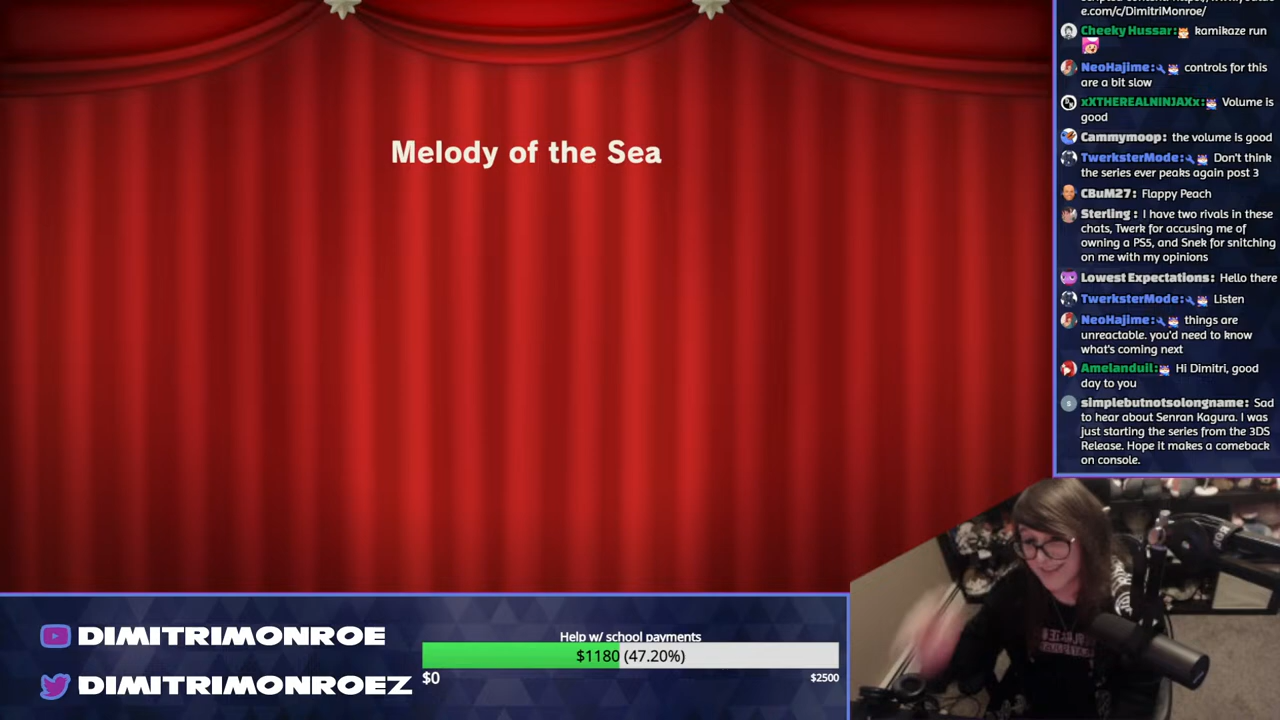 Melody of the Sea
e.com/c/DimitriMonroe/
Cheeky Hussar: kamikaze run
NeoHajime: controls for this
are a bit slow
xXTHEREALNINJAXx: Volume is
good
Cammymoop: the volume is good
TwerksterMode: Don't think
the series ever peaks again post 3
CBuM27: Flappy Peach
Sterling : I have two rivals in these
chats, Twerk for accusing me of
owning a PS5, and Snek for snitching
on me with my opinions
Lowest Expectations: Hello there
TwerksterMode: Listen
NeoHajime: things are
unreactable. you'd need to know
what's coming next
Amelanduil: Hi Dimitri, good
day to you
simplebutnotsolongname: Sad
to hear about Senran Kagura. I was
just starting the series from the 3DS
Release. Hope it makes a comeback
on console.
DIMITRIMONROE
DIMITRIMONROEZ
Help w/ school payments
$1180 (47.20%)
$0
$2500